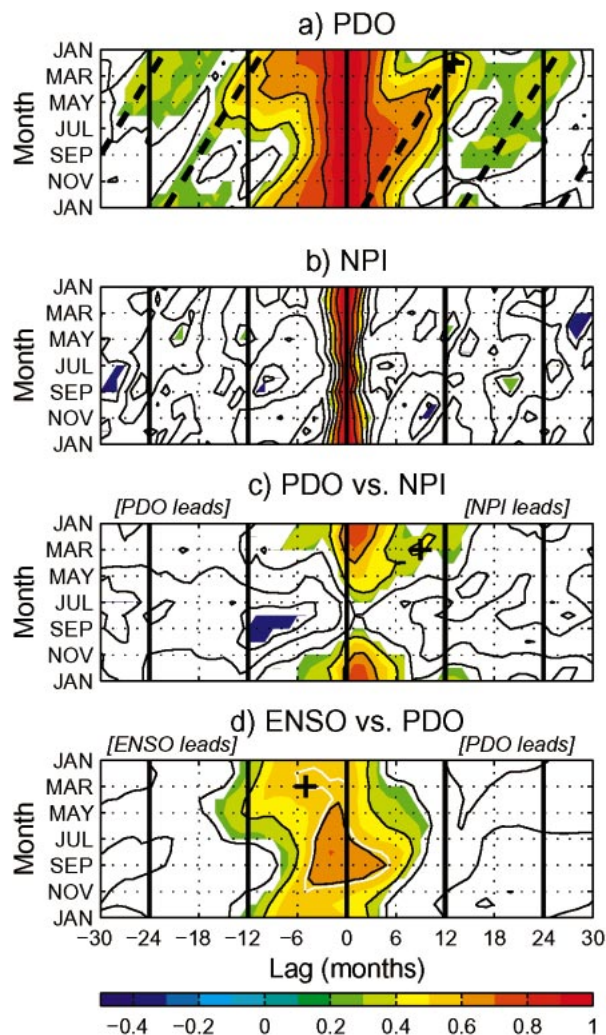 a) PDO
JAN
MAR
MAY
JUL
SEP
NOV
JAN
Month
b) NPI
JAN
MAR
MAY
JUL
SEP
NOV
JAN
Month
c) PDO vs. NPI
[PDO leads] [NPI leads]
JAN
MAR
MAY
JUL
SEP
NOV
JAN
Month
d) ENSO vs. PDO
[ENSO leads] [PDO leads]
JAN
MAR
MAY
JUL
SEP
NOV
JAN
Month
−30 −24 −18 −12 −6 0 6 12 18 24 30
Lag (months)
−0.4 −0.2 0 0.2 0.4 0.6 0.8 1